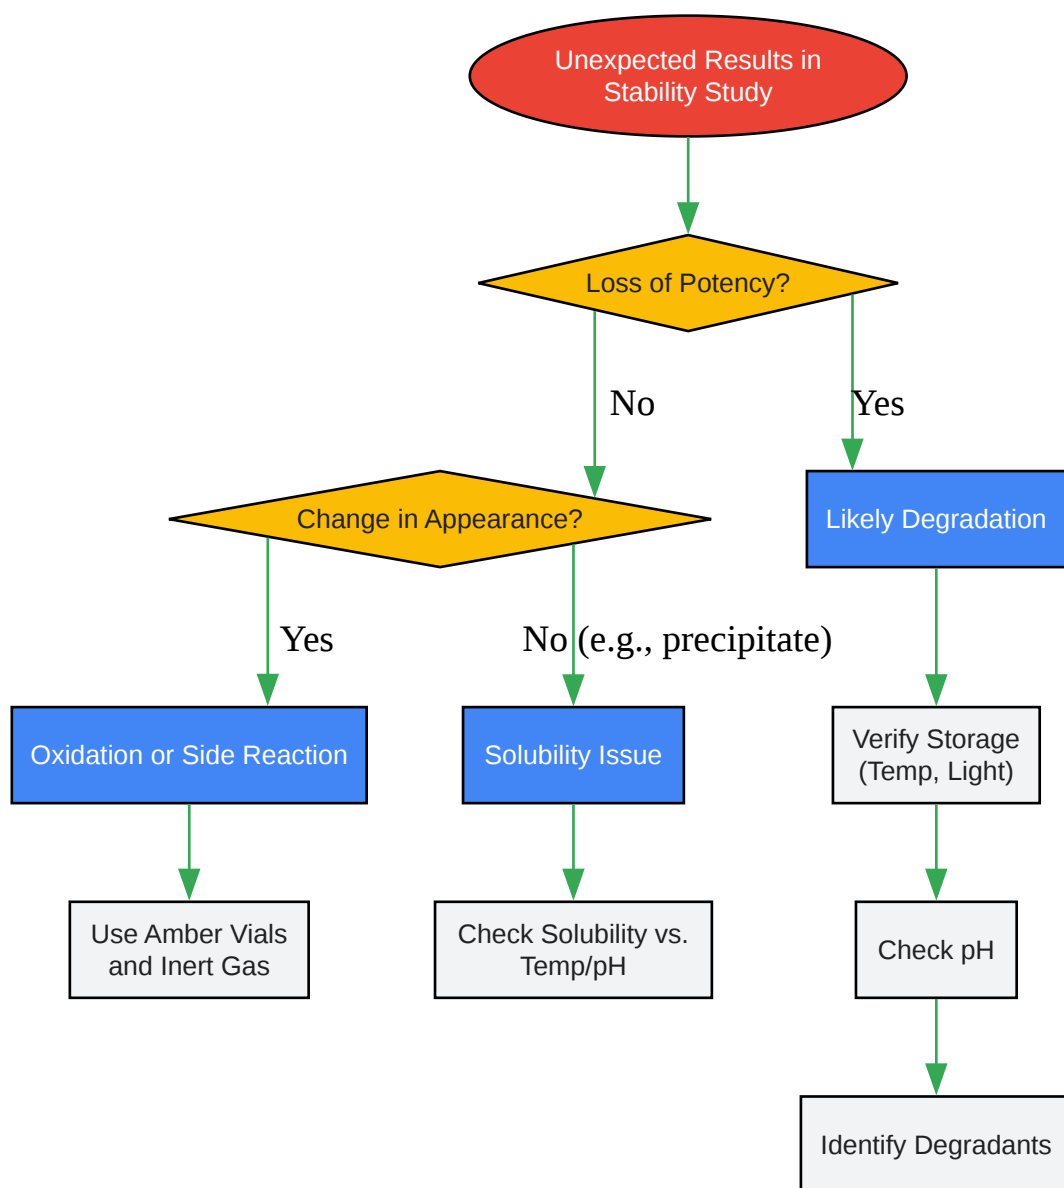 Unexpected Results in
Stability Study
Loss of Potency?
No
Yes
Change in Appearance?
Likely Degradation
Yes
No (e.g., precipitate)
Oxidation or Side Reaction
Solubility Issue
Verify Storage
(Temp, Light)
Use Amber Vials
and Inert Gas
Check Solubility vs.
Temp/pH
Check pH
Identify Degradants